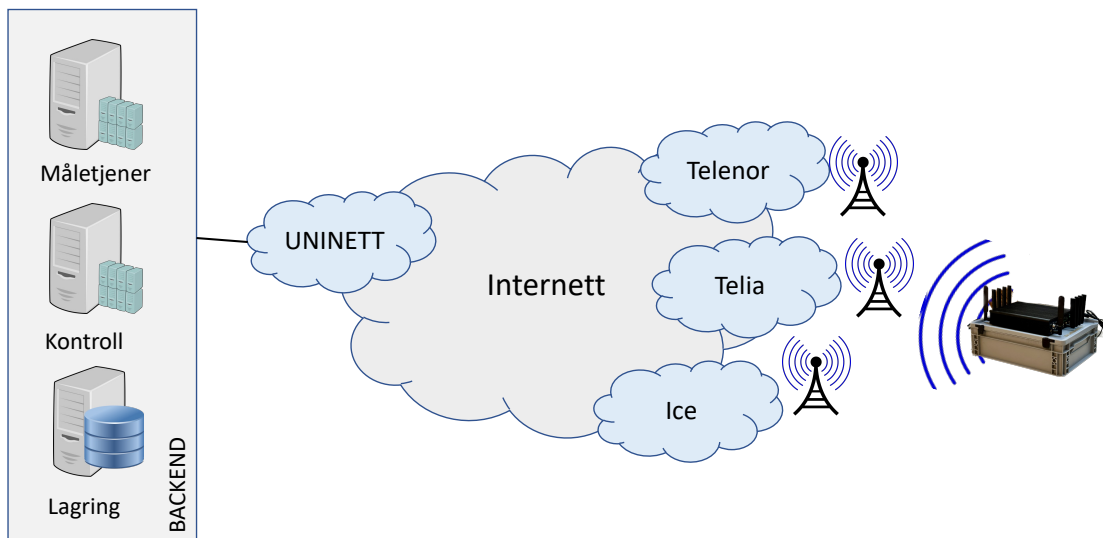 Måletjener
Kontroll
Lagring
BACKEND
UNINETT
Internett
Telenor
Telia
Ice